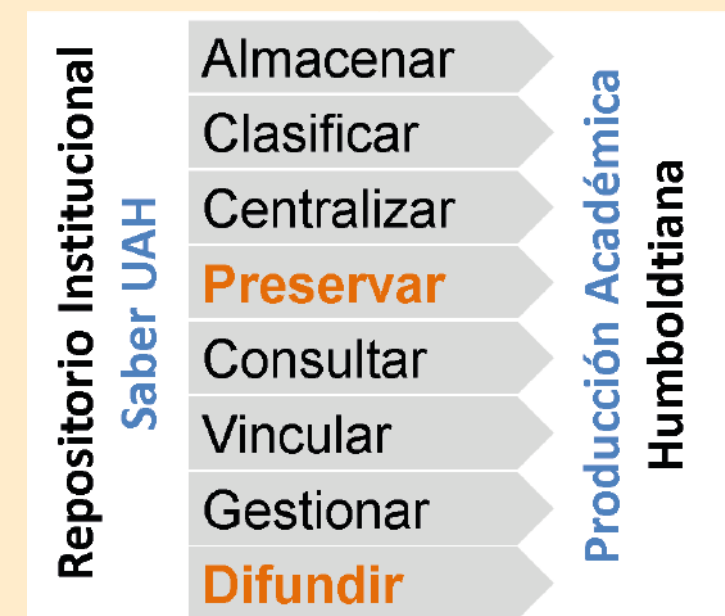 Repositorio Institucional
Saber UAH
Almacenar
Clasificar
Centralizar
Preservar
Consultar
Vincular
Gestionar
Difundir
Producción Académica
Humboldtiana